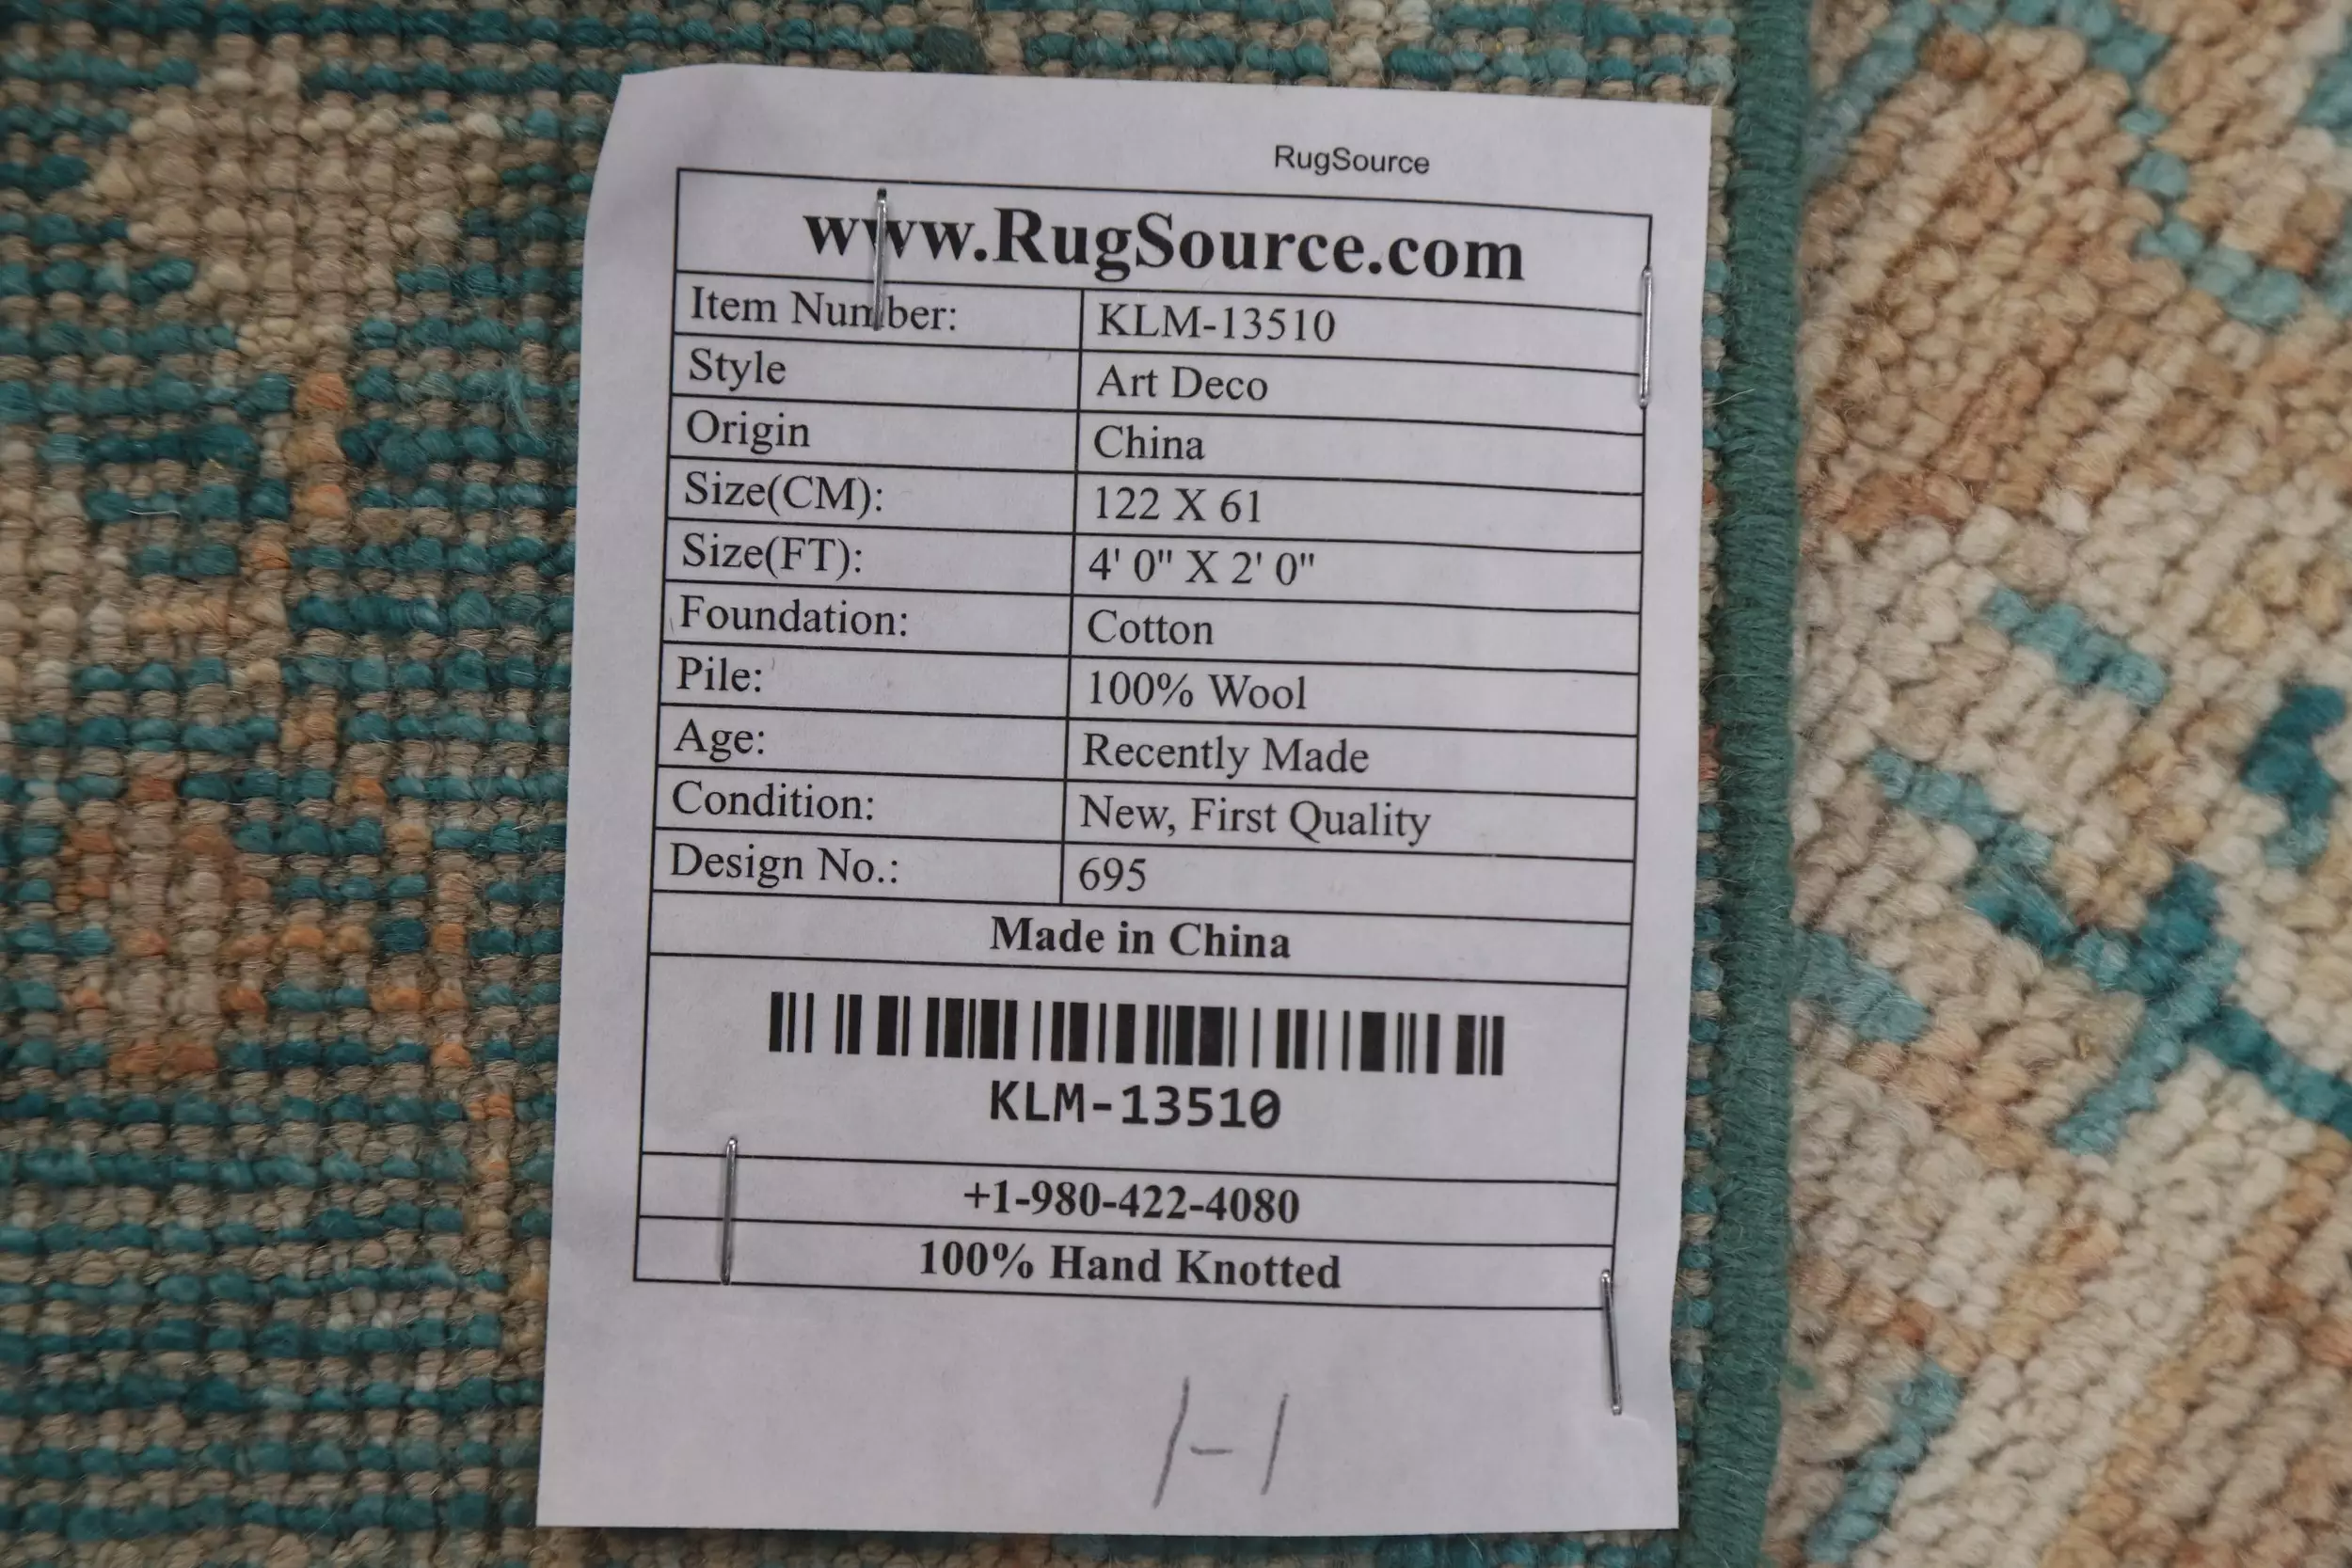 RugSource
www.RugSource.com
Item Number: KLM-13510
Style Art Deco
Origin China
Size(CM): 122 X 61
Size(FT): 4' 0" X 2' 0"
Foundation: Cotton
Pile: 100% Wool
Age: Recently Made
Condition: New, First Quality
Design No.: 695
Made in China
KLM-13510
+1-980-422-4080
100% Hand Knotted
1-1